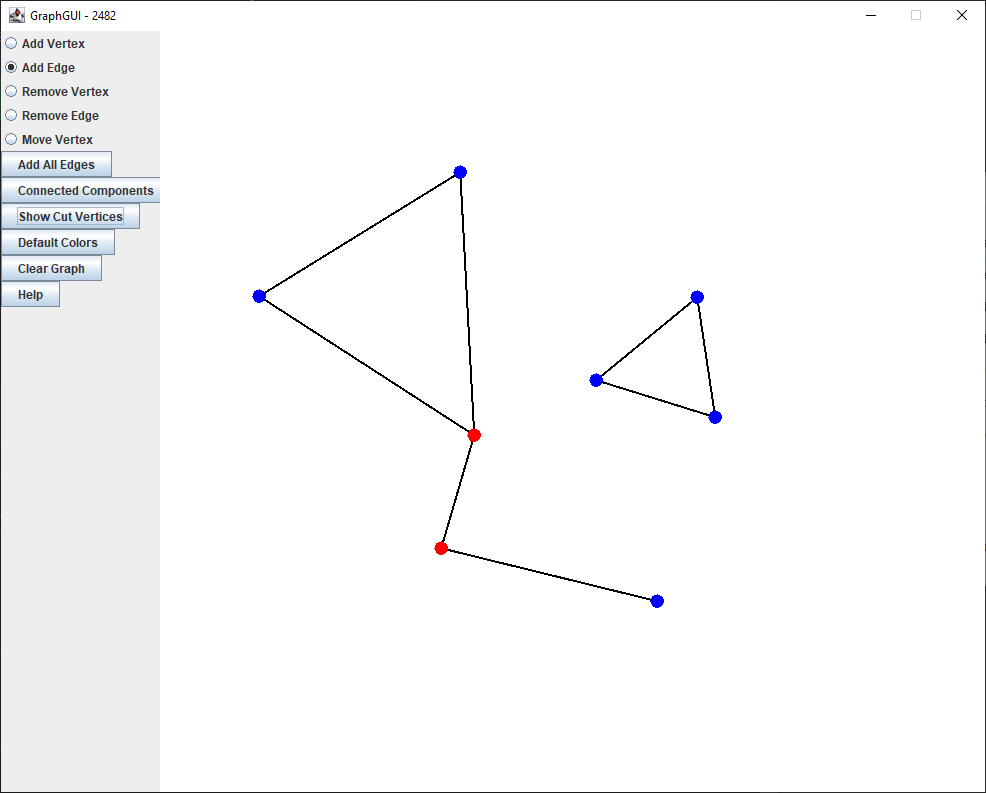 GraphGUI - 2482
Add Vertex
Add Edge
Remove Vertex
Remove Edge
Move Vertex
Add All Edges
Connected Components
Show Cut Vertices
Default Colors
Clear Graph
Help